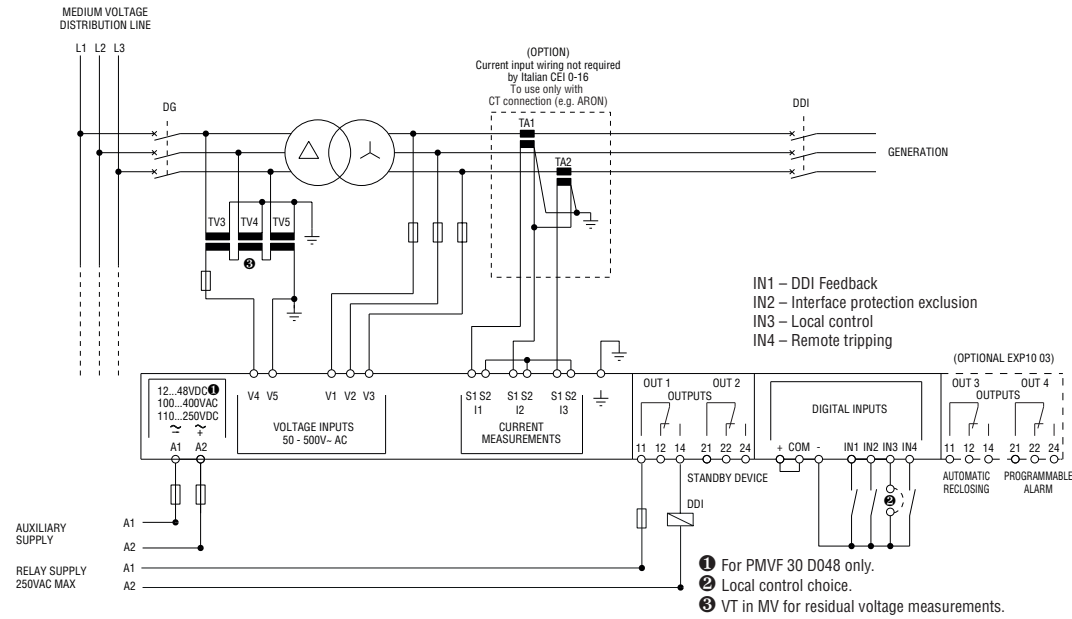 MEDIUM VOLTAGE
DISTRIBUTION LINE
L1 L2 L3
DG
(OPTION)
Current input wiring not required
by Italian CEI 0-16
To use only with
CT connection (e.g. ARON)
TA1
TA2
DDI
GENERATION
TV3 TV4 TV5
❸
IN1 – DDI Feedback
IN2 – Interface protection exclusion
IN3 – Local control
IN4 – Remote tripping
(OPTIONAL EXP10 03)
12...48VDC❶
100...400VAC
110...250VDC
~ ~
– +
A1 A2
V4 V5 V1 V2 V3
VOLTAGE INPUTS
50 - 500V~ AC
S1 S2 S1 S2 S1 S2
I1 I2 I3
CURRENT
MEASUREMENTS
OUT 1 OUT 2
OUTPUTS
11 12 14 21 22 24
STANDBY DEVICE
DIGITAL INPUTS
+ COM - IN1 IN2 IN3 IN4
OUT 3 OUT 4
OUTPUTS
11 12 14 21 22 24
AUTOMATIC
RECLOSING
PROGRAMMABLE
ALARM
❷
DDI
AUXILIARY
SUPPLY
A1
A2
RELAY SUPPLY
250VAC MAX
A1
A2
❶ For PMVF 30 D048 only.
❷ Local control choice.
❸ VT in MV for residual voltage measurements.